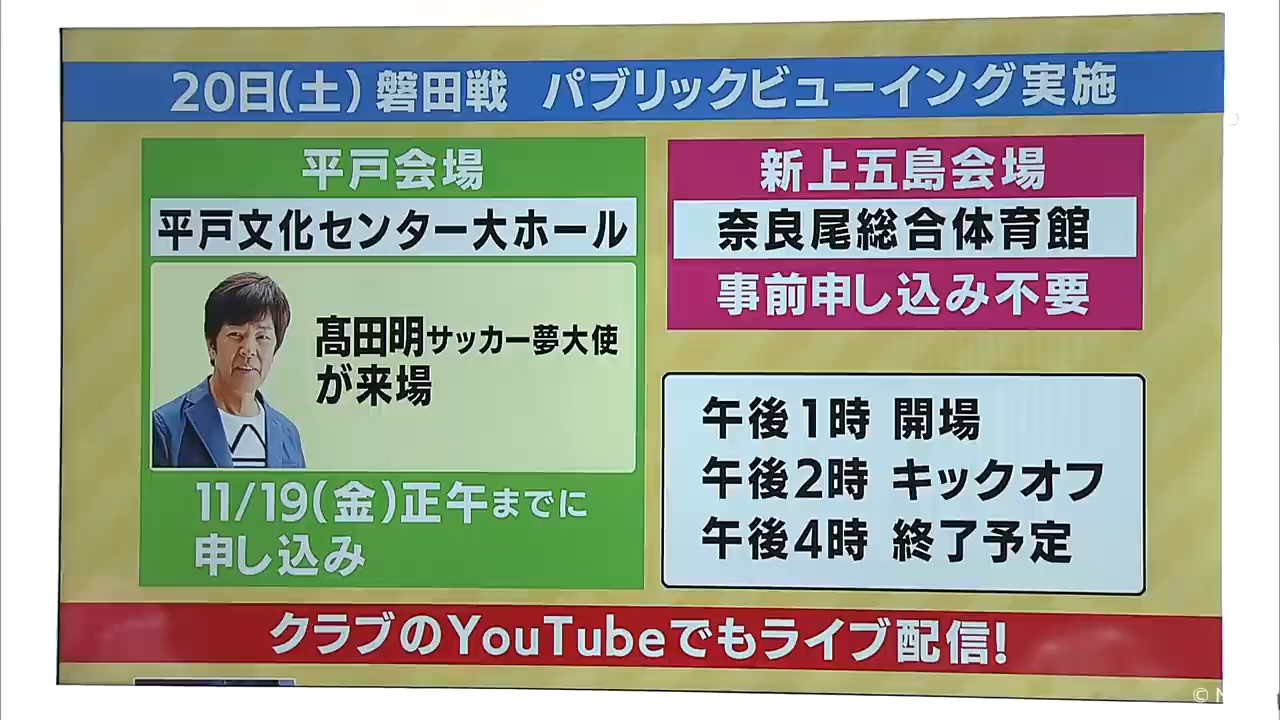 20日(土) 磐田戦 パブリックビューイング実施
平戸会場
平戸文化センター大ホール
髙田明サッカー夢大使
が来場
11/19(金)正午までに
申し込み
新上五島会場
奈良尾総合体育館
事前申し込み不要
午後1時 開場
午後2時 キックオフ
午後4時 終了予定
クラブのYouTubeでもライブ配信!